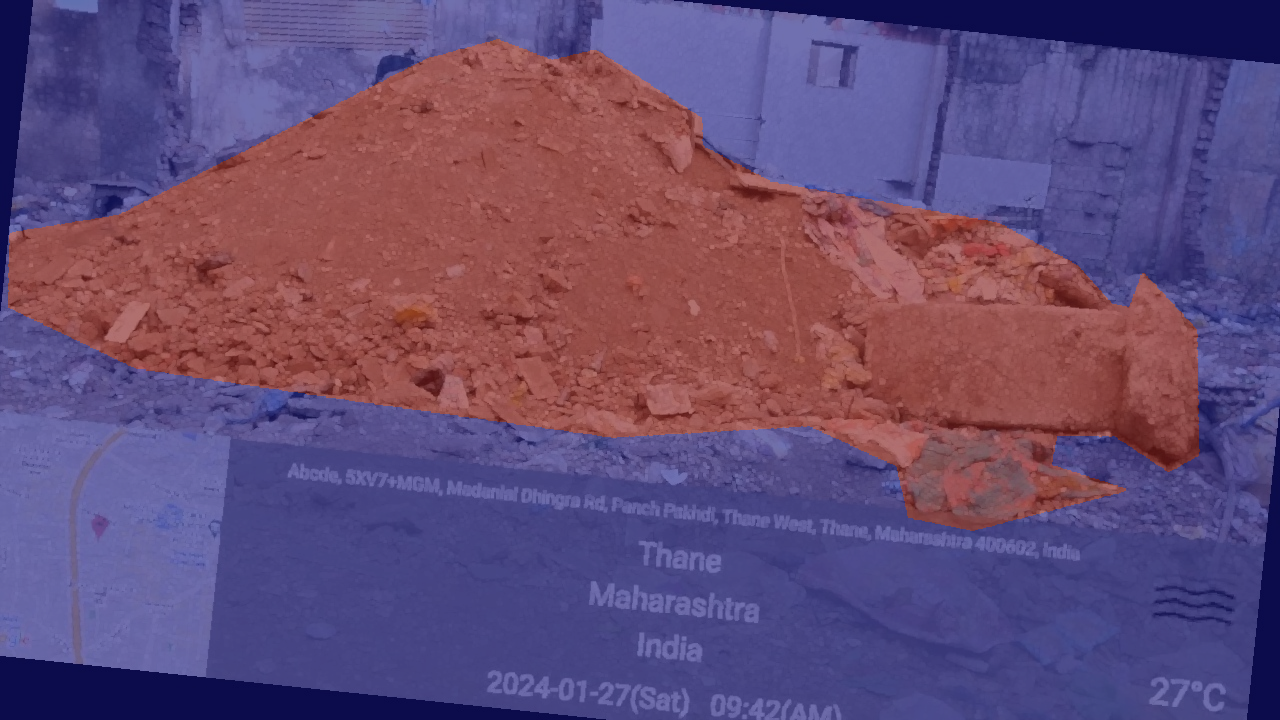 Abcde, 5XV7+MGM, Madanlal Dhingra Rd, Panch Pakhdi, Thane West, Thane, Maharashtra 400602, India
Thane
Maharashtra
India
2024-01-27(Sat) 09:42(AM)
27°C